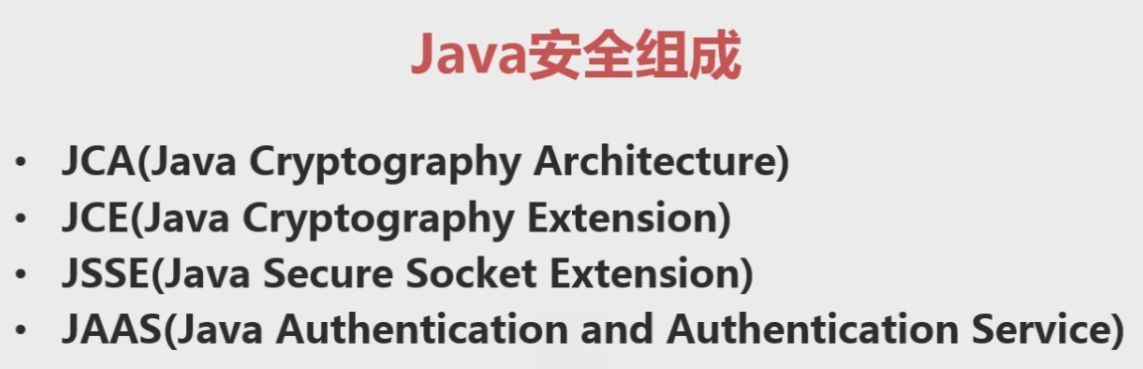 Java安全组成
• JCA(Java Cryptography Architecture)
• JCE(Java Cryptography Extension)
• JSSE(Java Secure Socket Extension)
• JAAS(Java Authentication and Authentication Service)